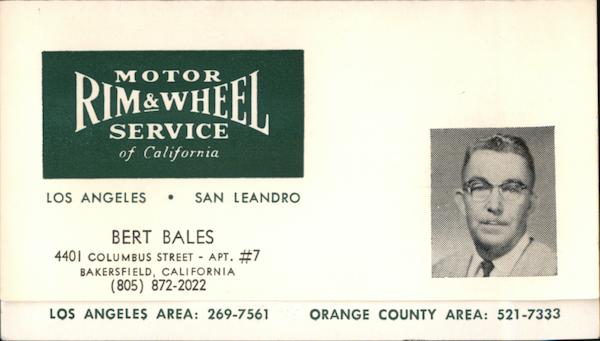 MOTOR
RIM & WHEEL
SERVICE
of California
LOS ANGELES • SAN LEANDRO
BERT BALES
4401 COLUMBUS STREET - APT. #7
BAKERSFIELD, CALIFORNIA
(805) 872-2022
LOS ANGELES AREA: 269-7561 ORANGE COUNTY AREA: 521-7333